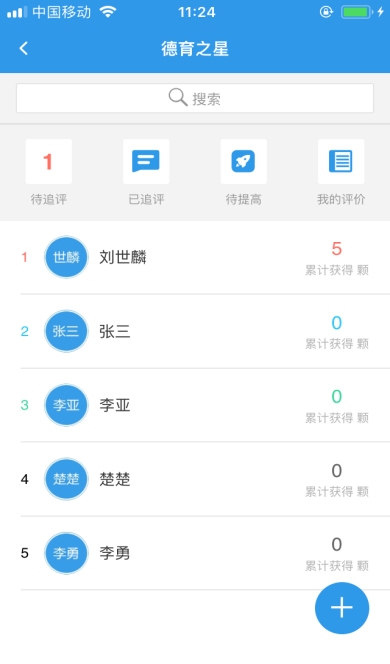 中国移动 11:24
德育之星
搜索
1
待追评 已追评 待提高 我的评价
1 世麟 刘世麟 5
累计获得 颗
2 张三 张三 0
累计获得 颗
3 李亚 李亚 0
累计获得 颗
4 楚楚 楚楚 0
累计获得 颗
5 李勇 李勇 0
累计获得 颗